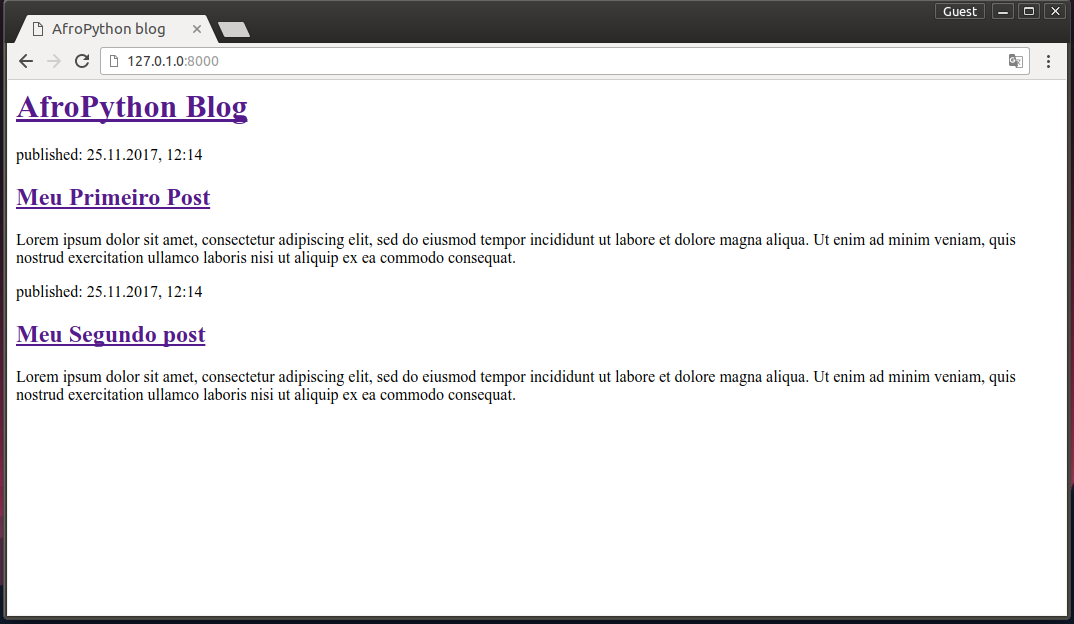 Guest
AfroPython blog
127.0.1.0:8000
AfroPython Blog
published: 25.11.2017, 12:14
Meu Primeiro Post
Lorem ipsum dolor sit amet, consectetur adipiscing elit, sed do eiusmod tempor incididunt ut labore et dolore magna aliqua. Ut enim ad minim veniam, quis
nostrud exercitation ullamco laboris nisi ut aliquip ex ea commodo consequat.
published: 25.11.2017, 12:14
Meu Segundo post
Lorem ipsum dolor sit amet, consectetur adipiscing elit, sed do eiusmod tempor incididunt ut labore et dolore magna aliqua. Ut enim ad minim veniam, quis
nostrud exercitation ullamco laboris nisi ut aliquip ex ea commodo consequat.